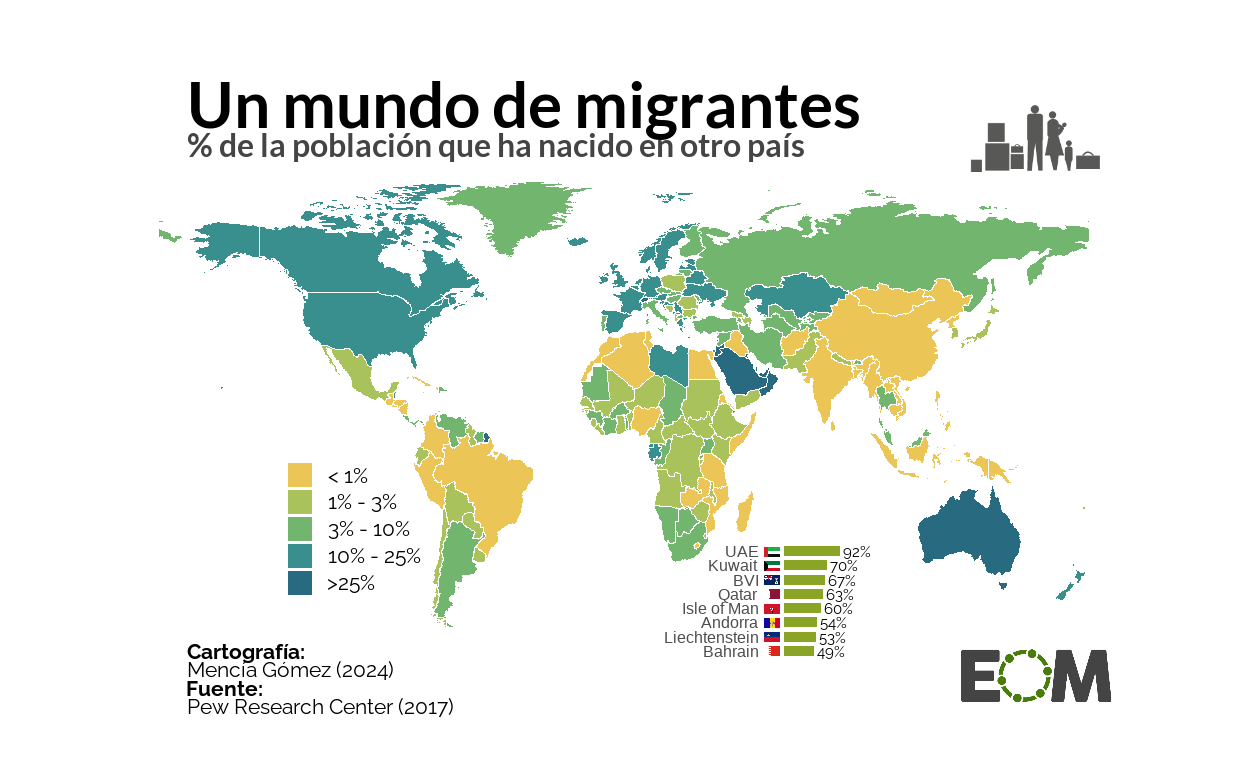 Un mundo de migrantes
% de la población que ha nacido en otro país
< 1%
1% - 3%
3% - 10%
10% - 25%
>25%
UAE 92%
Kuwait 70%
BVI 67%
Qatar 63%
Isle of Man 60%
Andorra 54%
Liechtenstein 53%
Bahrain 49%
Cartografía:
Mencía Gómez (2024)
Fuente:
Pew Research Center (2017)
EOM